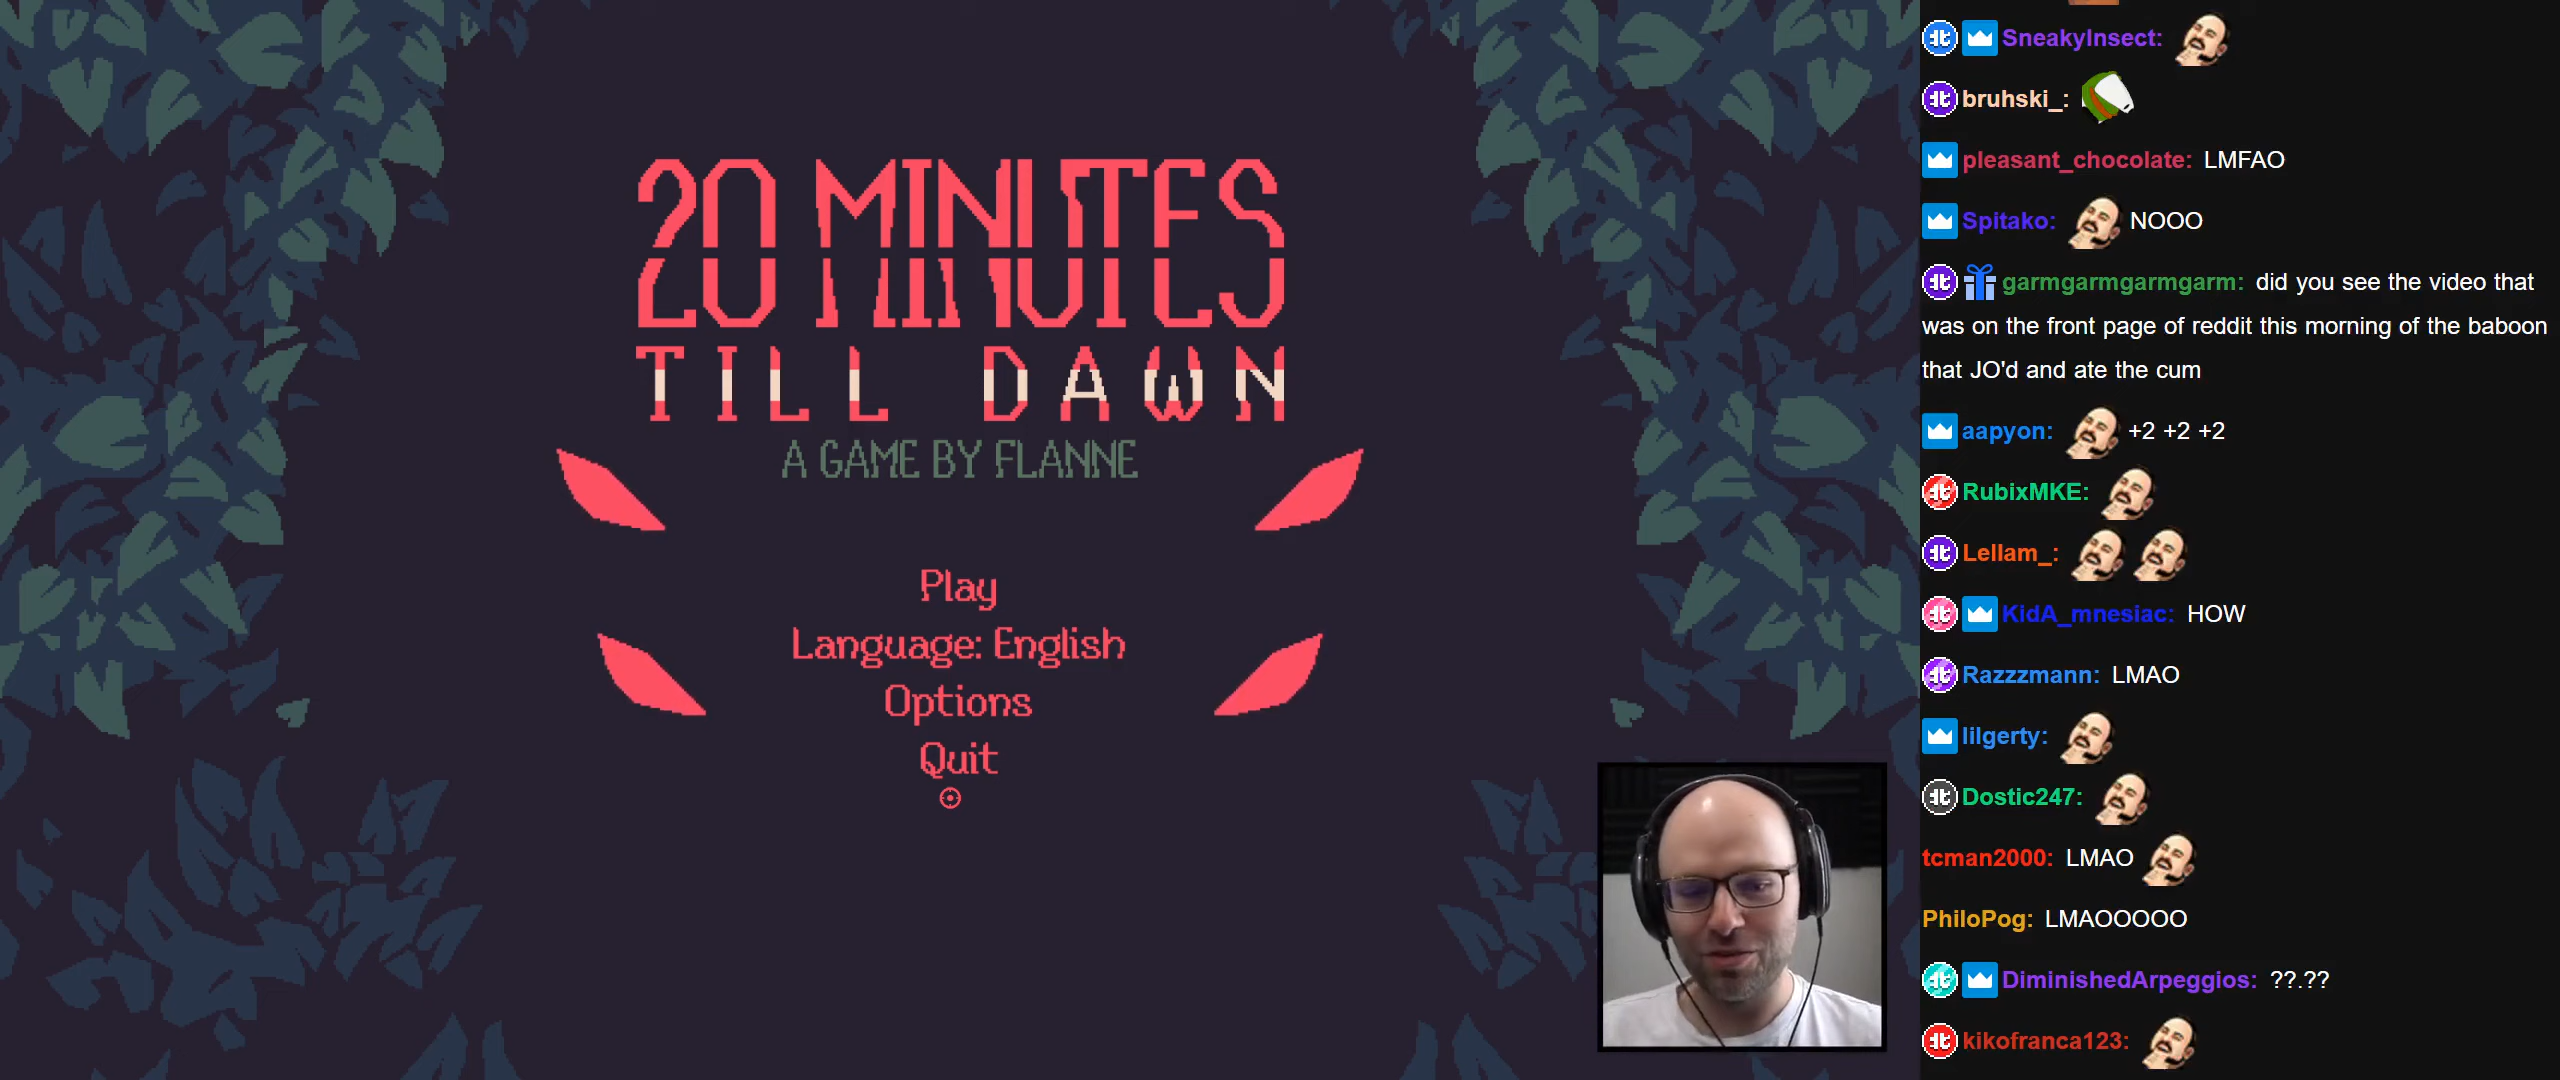 20 MINUTES
TILL DAWN
A GAME BY FLANNE
Play
Language: English
Options
Quit
SneakyInsect:
bruhski_:
pleasant_chocolate: LMFAO
Spitako: NOOO
garmgarmgarmgarm: did you see the video that
was on the front page of reddit this morning of the baboon
that JO'd and ate the cum
aapyon: +2 +2 +2
RubixMKE:
Lellam_:
KidA_mnesiac: HOW
Razzzmann: LMAO
lilgerty:
Dostic247:
tcman2000: LMAO
PhiloPog: LMAOOOOO
DiminishedArpeggios: ??.??
kikofranca123: